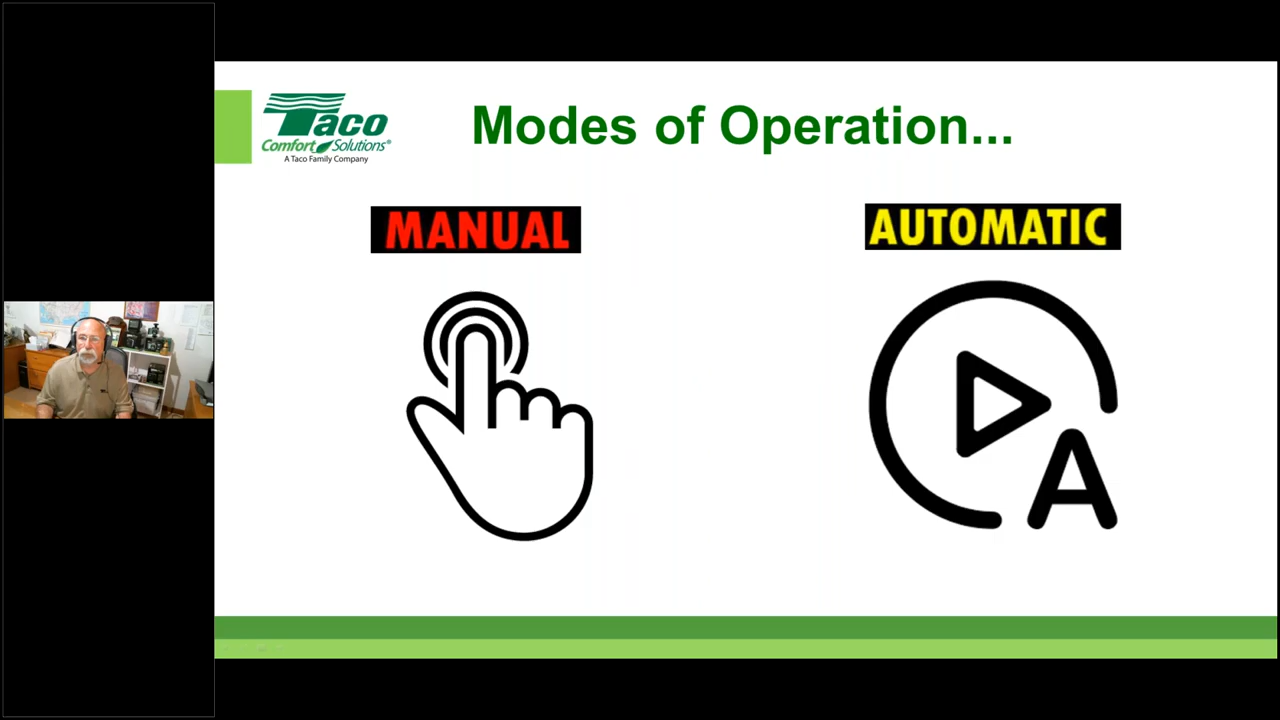 Taco
Comfort Solutions®
A Taco Family Company
Modes of Operation...
MANUAL
AUTOMATIC
A